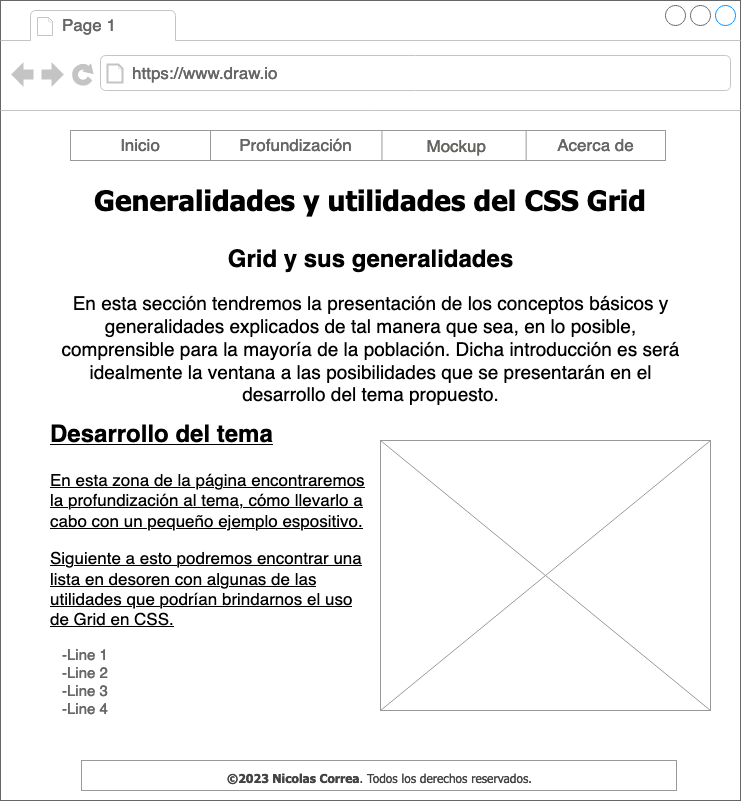 Page 1
https://www.draw.io
Inicio
Profundización
Mockup
Acerca de
Generalidades y utilidades del CSS Grid
Grid y sus generalidades
En esta sección tendremos la presentación de los conceptos básicos y
generalidades explicados de tal manera que sea, en lo posible,
comprensible para la mayoría de la población. Dicha introducción es será
idealmente la ventana a las posibilidades que se presentarán en el
desarrollo del tema propuesto.
Desarrollo del tema
En esta zona de la página encontraremos
la profundización al tema, cómo llevarlo a
cabo con un pequeño ejemplo espositivo.
Siguiente a esto podremos encontrar una
lista en desoren con algunas de las
utilidades que podrían brindarnos el uso
de Grid en CSS.
-Line 1
-Line 2
-Line 3
-Line 4
©2023 Nicolas Correa. Todos los derechos reservados.